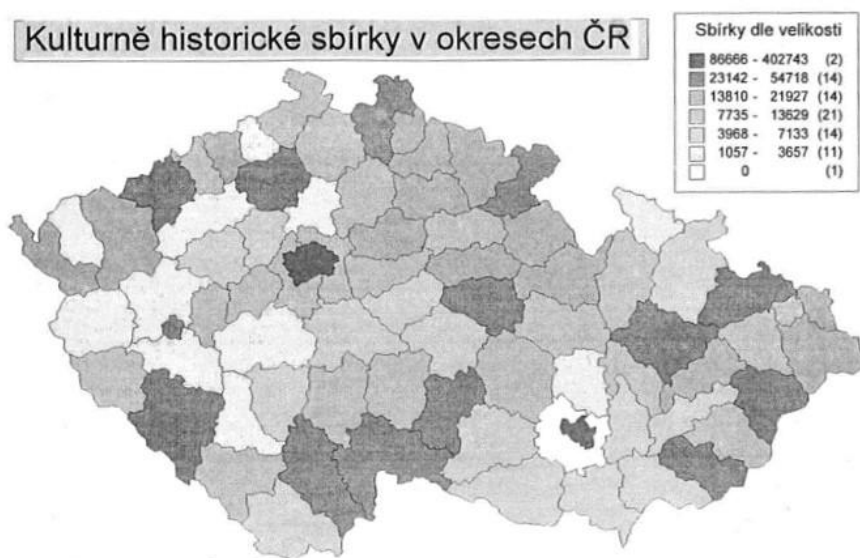 Kulturně historické sbírky v okresech ČR
Sbírky dle velikosti
86666 - 402743 (2)
23142 - 54718 (14)
13810 - 21927 (14)
7735 - 13629 (21)
3968 - 7133 (14)
1057 - 3657 (11)
0 (1)